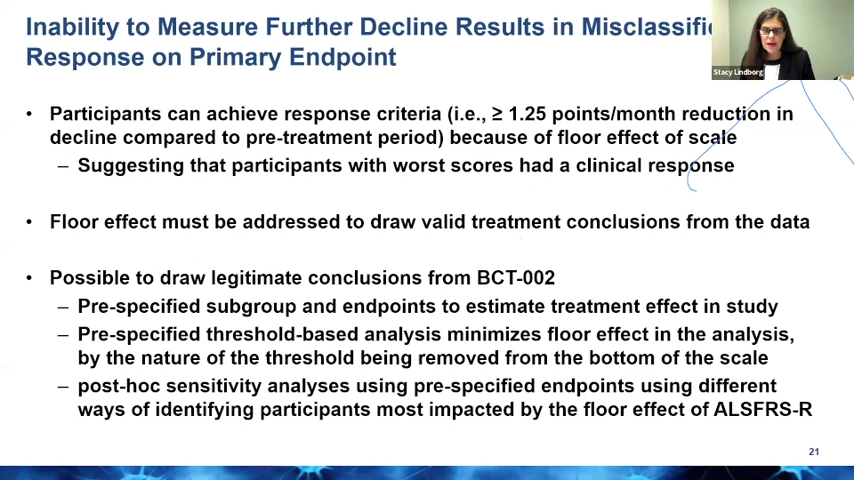 Inability to Measure Further Decline Results in
Response on Primary Endpoint
Stacy Lindborg
• Participants can achieve response criteria (i.e., ≥ 1.25 points/month reduction in
decline compared to pre-treatment period) because of floor effect of scale
– Suggesting that participants with worst scores had a clinical response
• Floor effect must be addressed to draw valid treatment conclusions from the data
• Possible to draw legitimate conclusions from BCT-002
– Pre-specified subgroup and endpoints to estimate treatment effect in study
– Pre-specified threshold-based analysis minimizes floor effect in the analysis,
by the nature of the threshold being removed from the bottom of the scale
– post-hoc sensitivity analyses using pre-specified endpoints using different
ways of identifying participants most impacted by the floor effect of ALSFRS-R
21